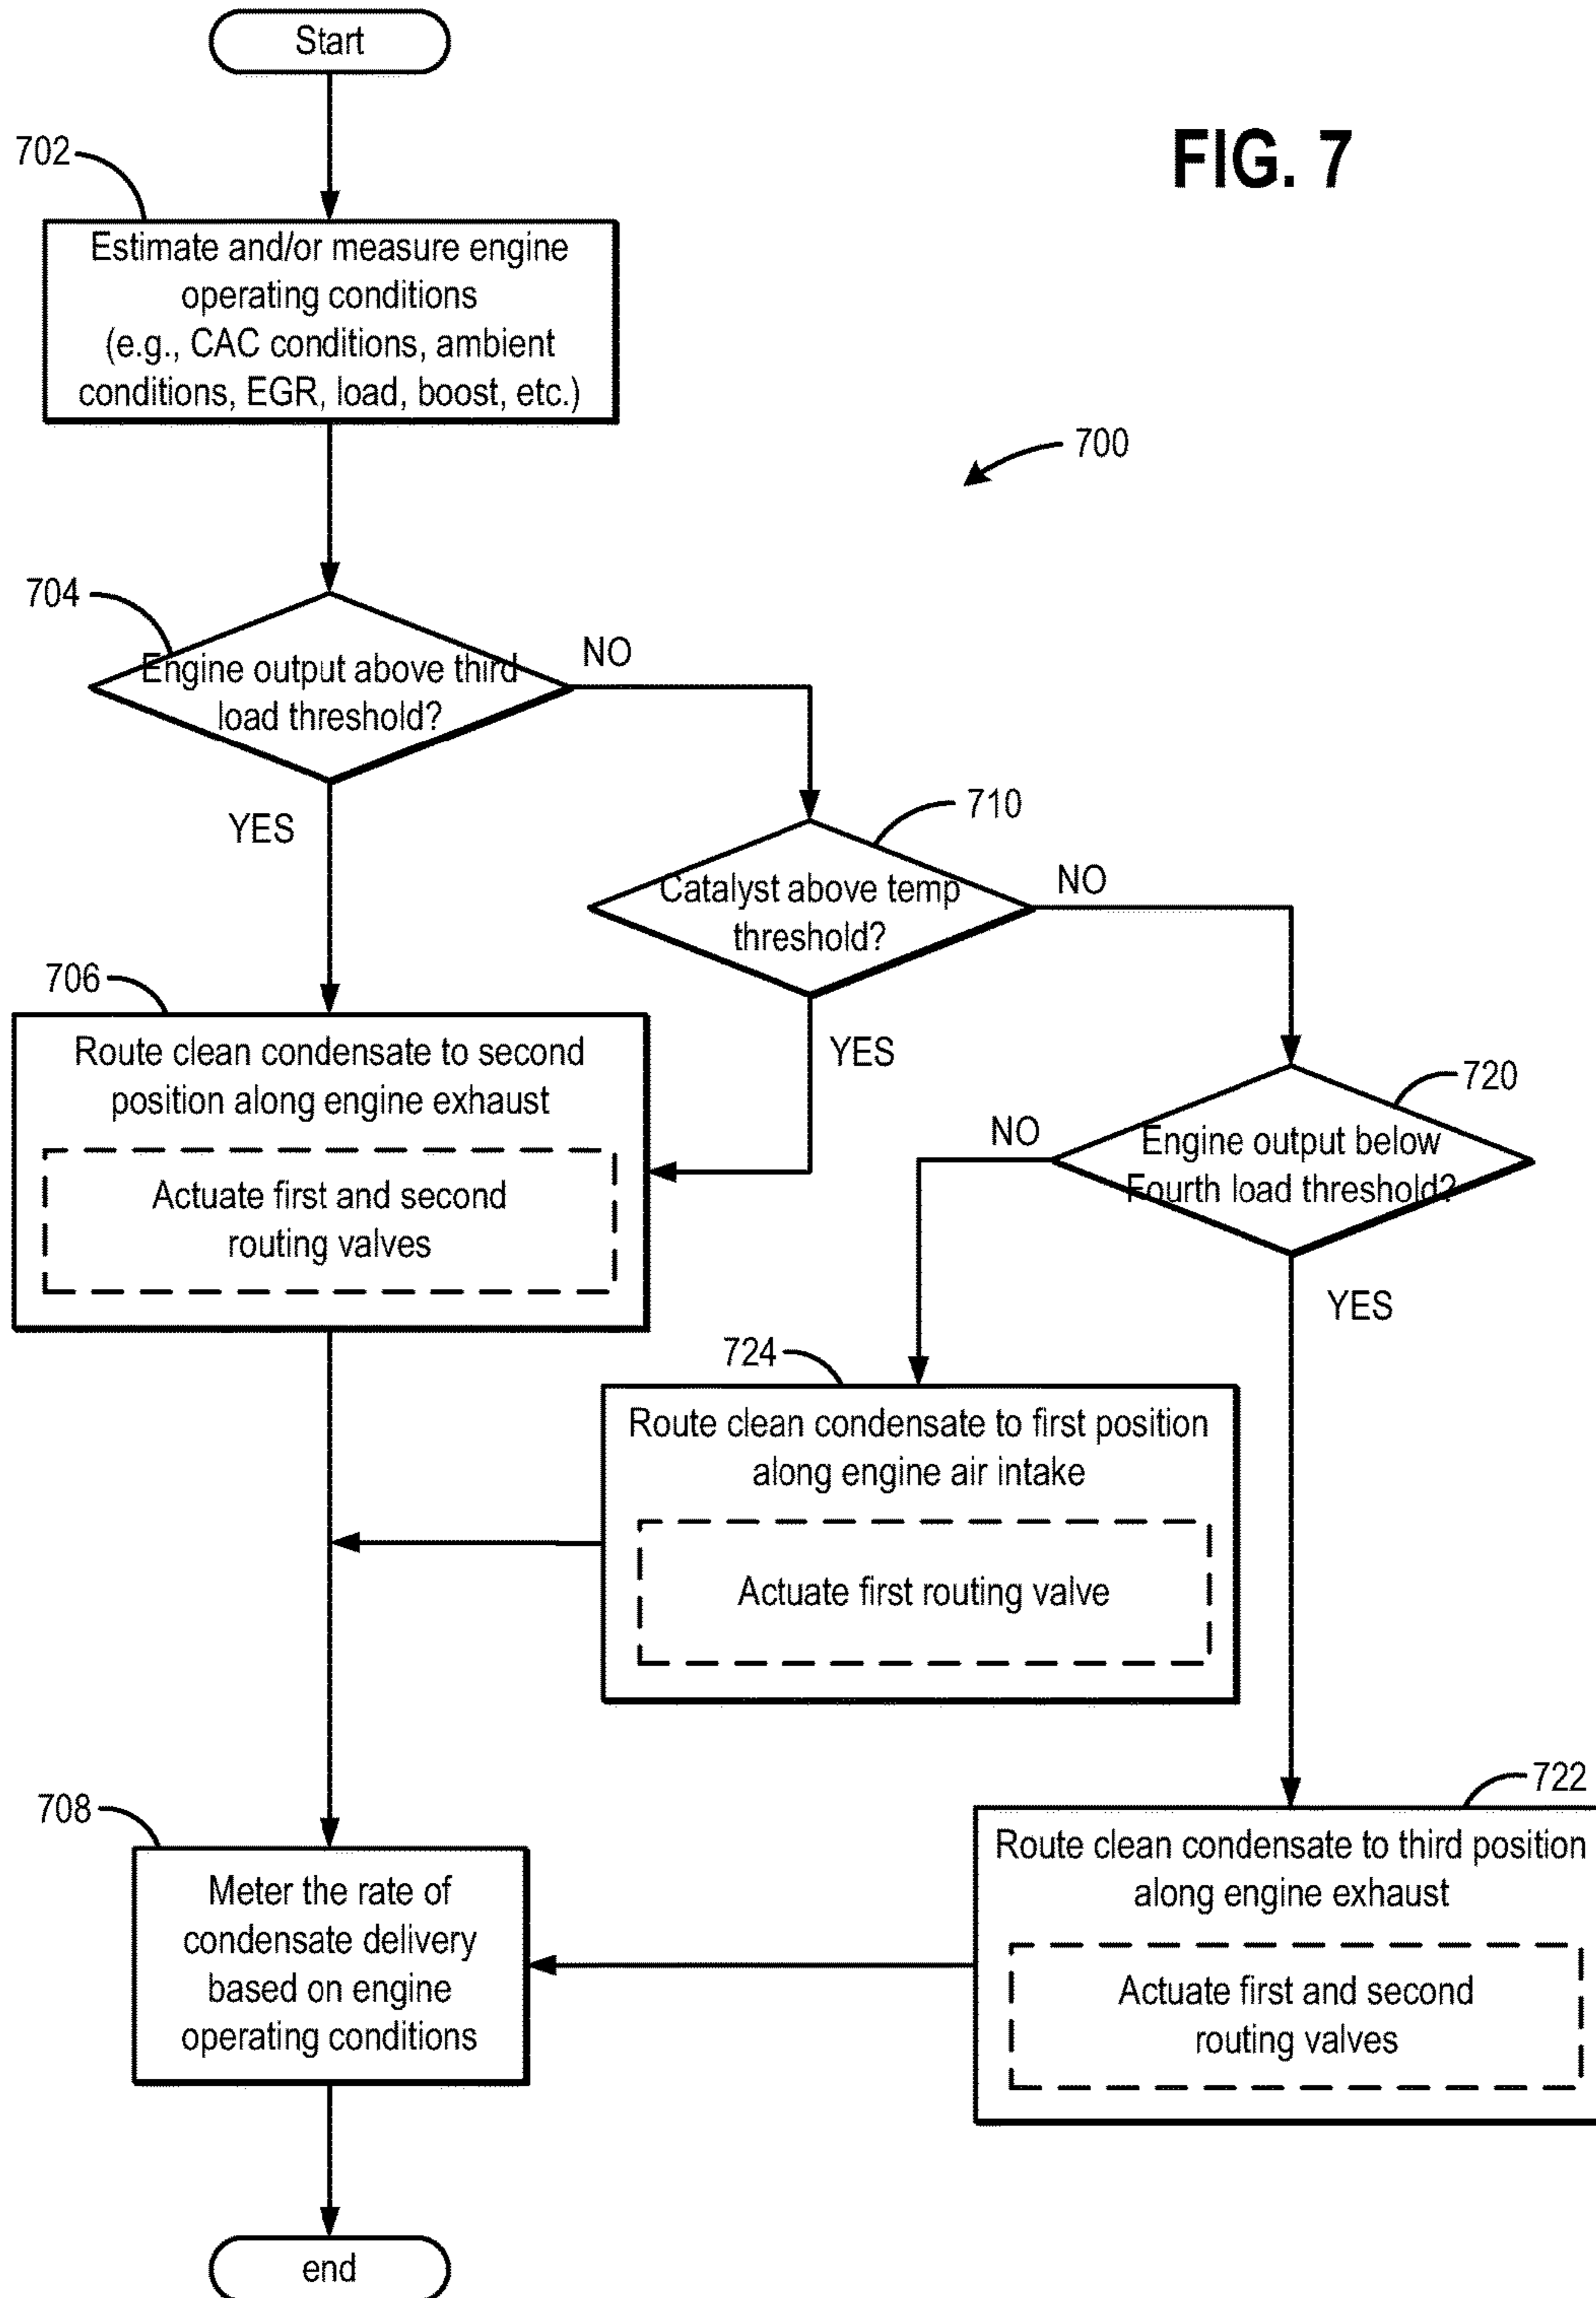 Start
FIG. 7
702
Estimate and/or measure engine
operating conditions
(e.g., CAC conditions, ambient
conditions, EGR, load, boost, etc.)
700
704
Engine output above third
load threshold?
NO
YES
710
Catalyst above temp
threshold?
NO
YES
706
Route clean condensate to second
position along engine exhaust
Actuate first and second
routing valves
720
Engine output below
Fourth load threshold?
NO
YES
724
Route clean condensate to first position
along engine air intake
Actuate first routing valve
722
Route clean condensate to third position
along engine exhaust
Actuate first and second
routing valves
708
Meter the rate of
condensate delivery
based on engine
operating conditions
end